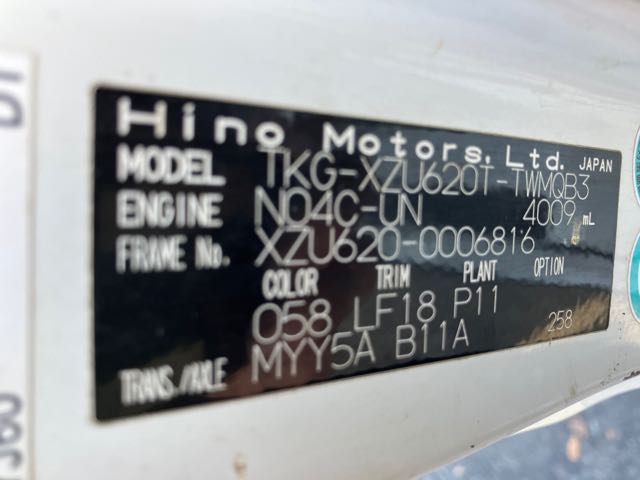 Hino Motors, Ltd. JAPAN
MODEL TKG-XZU620T-TWMQB3
ENGINE N04C-UN 4009 mL
FRAME No. XZU620-0006816
COLOR TRIM PLANT OPTION
058 LF18 P11 258
TRANS./AXLE MYY5A B11A